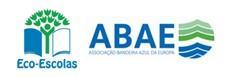 ABAE
ASSOCIAÇÃO BANDEIRA AZUL DA EUROPA
Eco-Escolas